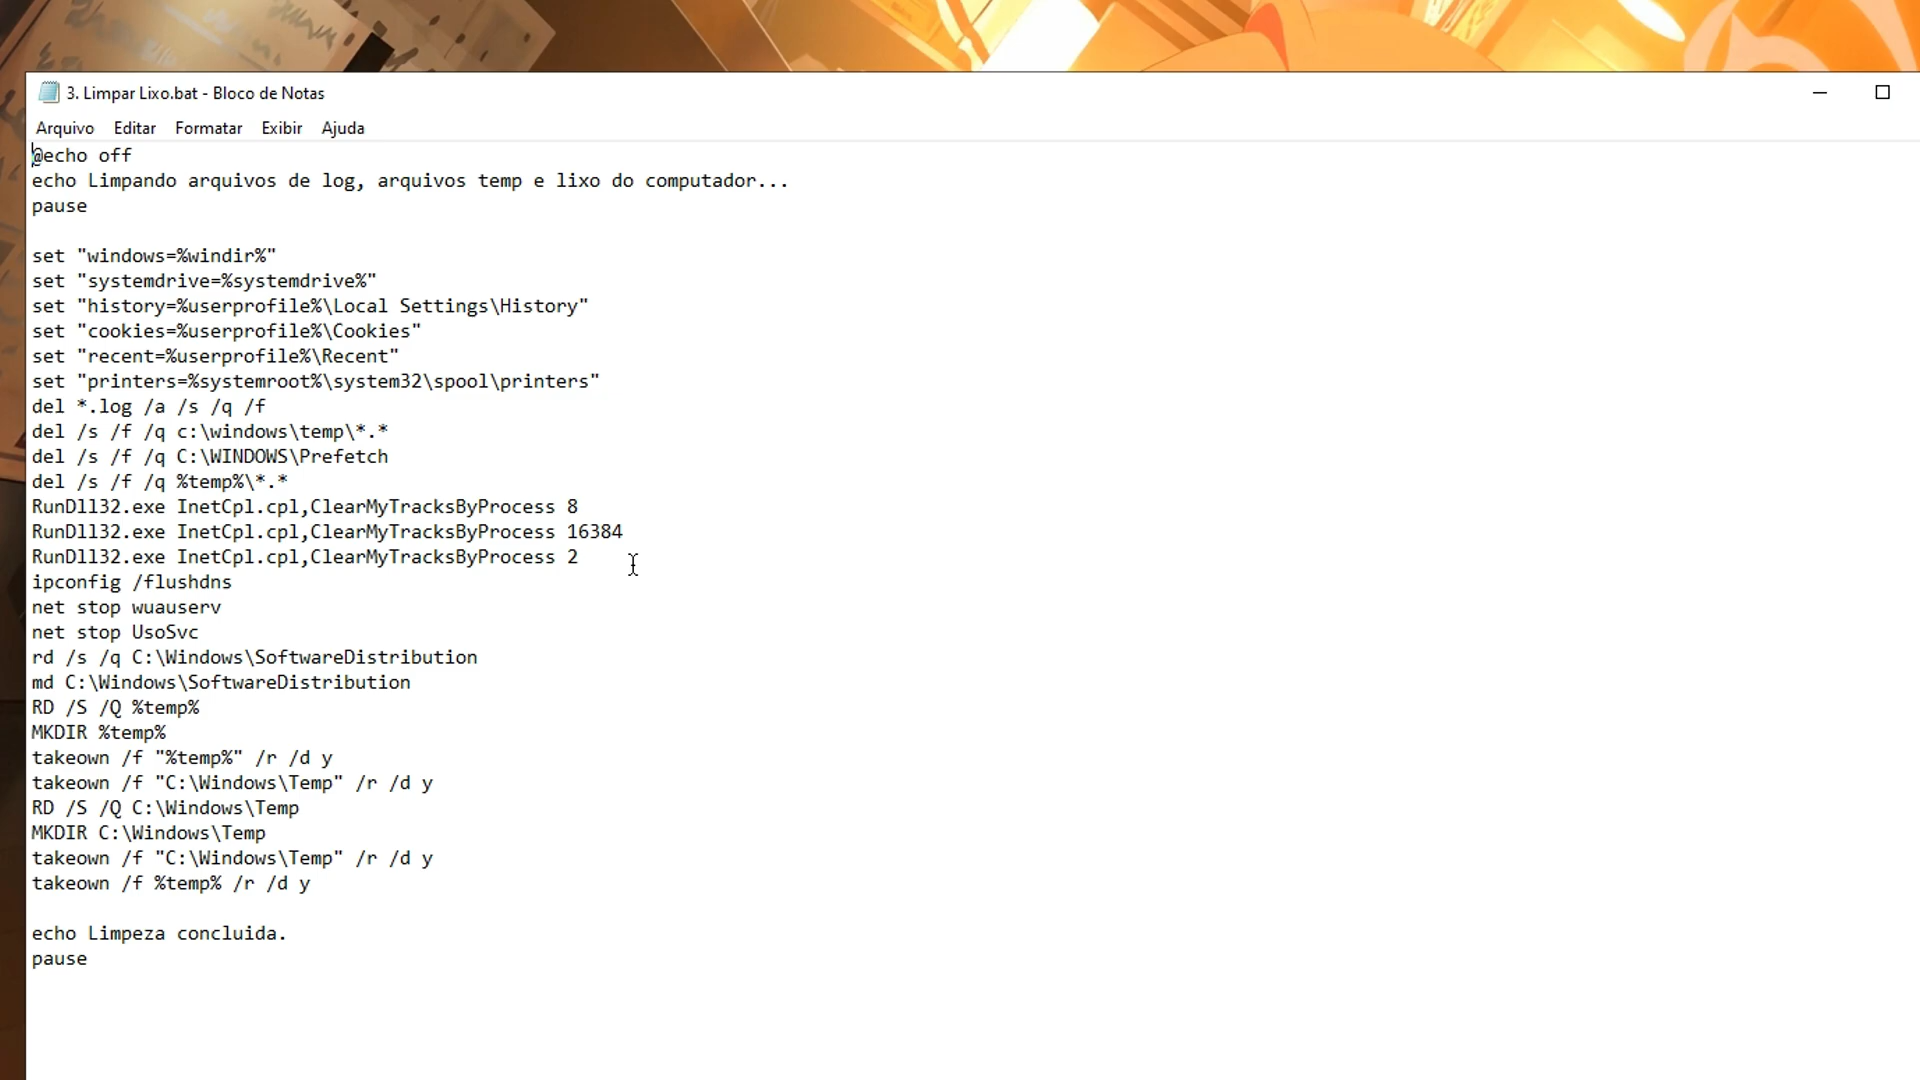 3. Limpar Lixo.bat - Bloco de Notas
Arquivo Editar Formatar Exibir Ajuda
@echo off
echo Limpando arquivos de log, arquivos temp e lixo do computador...
pause
set "windows=%windir%"
set "systemdrive=%systemdrive%"
set "history=%userprofile%\Local Settings\History"
set "cookies=%userprofile%\Cookies"
set "recent=%userprofile%\Recent"
set "printers=%systemroot%\system32\spool\printers"
del *.log /a /s /q /f
del /s /f /q c:\windows\temp\*.*
del /s /f /q C:\WINDOWS\Prefetch
del /s /f /q %temp%\*.*
RunDll32.exe InetCpl.cpl,ClearMyTracksByProcess 8
RunDll32.exe InetCpl.cpl,ClearMyTracksByProcess 16384
RunDll32.exe InetCpl.cpl,ClearMyTracksByProcess 2
ipconfig /flushdns
net stop wuauserv
net stop UsoSvc
rd /s /q C:\Windows\SoftwareDistribution
md C:\Windows\SoftwareDistribution
RD /S /Q %temp%
MKDIR %temp%
takeown /f "%temp%" /r /d y
takeown /f "C:\Windows\Temp" /r /d y
RD /S /Q C:\Windows\Temp
MKDIR C:\Windows\Temp
takeown /f "C:\Windows\Temp" /r /d y
takeown /f %temp% /r /d y
echo Limpeza concluida.
pause